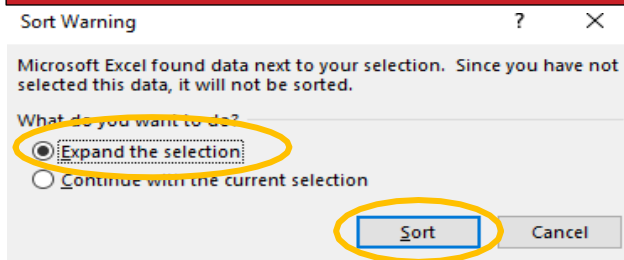 Sort Warning ? ✕
Microsoft Excel found data next to your selection. Since you have not
selected this data, it will not be sorted.
What do you want to do?
Expand the selection
Continue with the current selection
Sort Cancel